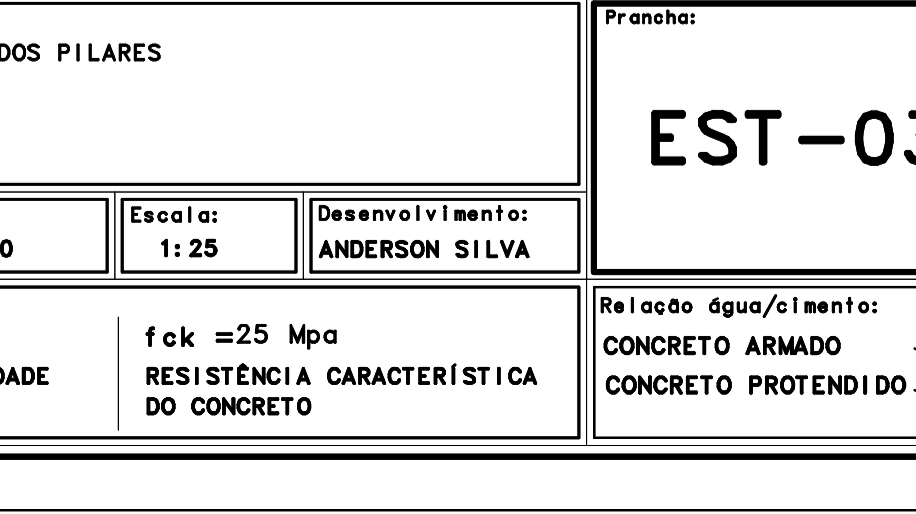 DOS PILARES
Prancha:
EST-03
Escala:
1:25
Desenvolvimento:
ANDERSON SILVA
0
fck =25 Mpa
RESISTÊNCIA CARACTERÍSTICA
DO CONCRETO
DADE
Relação água/cimento:
CONCRETO ARMADO
CONCRETO PROTENDIDO